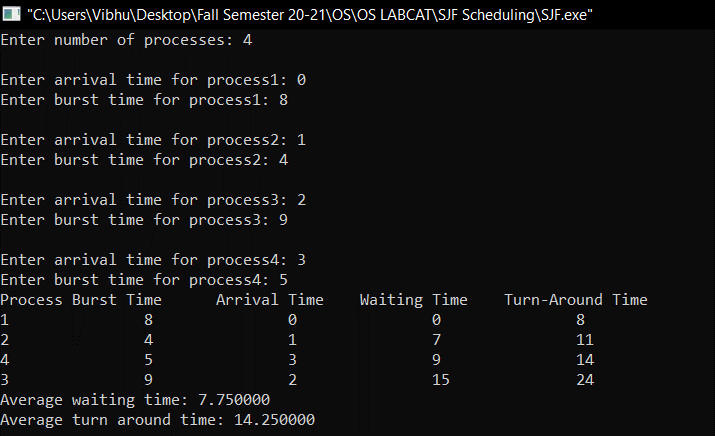 "C:\Users\Vibhu\Desktop\Fall Semester 20-21\OS\OS LABCAT\SJF Scheduling\SJF.exe"
Enter number of processes: 4
Enter arrival time for process1: 0
Enter burst time for process1: 8
Enter arrival time for process2: 1
Enter burst time for process2: 4
Enter arrival time for process3: 2
Enter burst time for process3: 9
Enter arrival time for process4: 3
Enter burst time for process4: 5
Process Burst Time Arrival Time Waiting Time Turn-Around Time
1 8 0 0 8
2 4 1 7 11
4 5 3 9 14
3 9 2 15 24
Average waiting time: 7.750000
Average turn around time: 14.250000